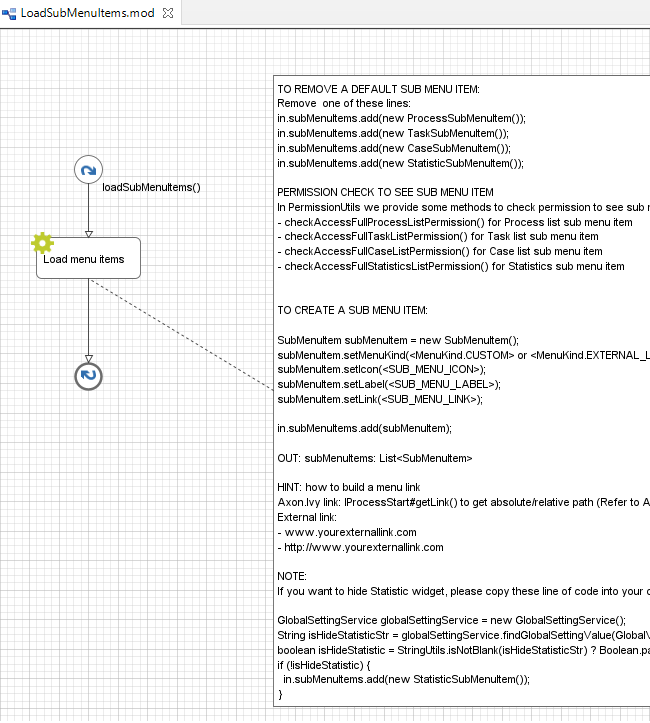 LoadSubMenuItems.mod
loadSubMenuItems()
Load menu items
TO REMOVE A DEFAULT SUB MENU ITEM:
Remove one of these lines:
in.subMenuItems.add(new ProcessSubMenuItem());
in.subMenuItems.add(new TaskSubMenuItem());
in.subMenuItems.add(new CaseSubMenuItem());
in.subMenuItems.add(new StatisticSubMenuItem());
PERMISSION CHECK TO SEE SUB MENU ITEM
In PermissionUtils we provide some methods to check permission to see sub
- checkAccessFullProcessListPermission() for Process list sub menu item
- checkAccessFullTaskListPermission() for Task list sub menu item
- checkAccessFullCaseListPermission() for Case list sub menu item
- checkAccessFullStatisticsListPermission() for Statistics sub menu item
TO CREATE A SUB MENU ITEM:
SubMenuItem subMenuItem = new SubMenuItem();
subMenuItem.setMenuKind(<MenuKind.CUSTOM> or <MenuKind.EXTERNAL_L
subMenuItem.setIcon(<SUB_MENU_ICON>);
subMenuItem.setLabel(<SUB_MENU_LABEL>);
subMenuItem.setLink(<SUB_MENU_LINK>);
in.subMenuItems.add(subMenuItem);
OUT: subMenuItems: List<SubMenuItem>
HINT: how to build a menu link
Axon.Ivy link: IProcessStart#getLink() to get absolute/relative path (Refer to A
External link:
- www.yourexternallink.com
- http://www.yourexternallink.com
NOTE:
If you want to hide Statistic widget, please copy these line of code into your
GlobalSettingService globalSettingService = new GlobalSettingService();
String isHideStatisticStr = globalSettingService.findGlobalSettingValue(GlobalV
boolean isHideStatistic = StringUtils.isNotBlank(isHideStatisticStr) ? Boolean.pa
if (!isHideStatistic) {
in.subMenuItems.add(new StatisticSubMenuItem());
}